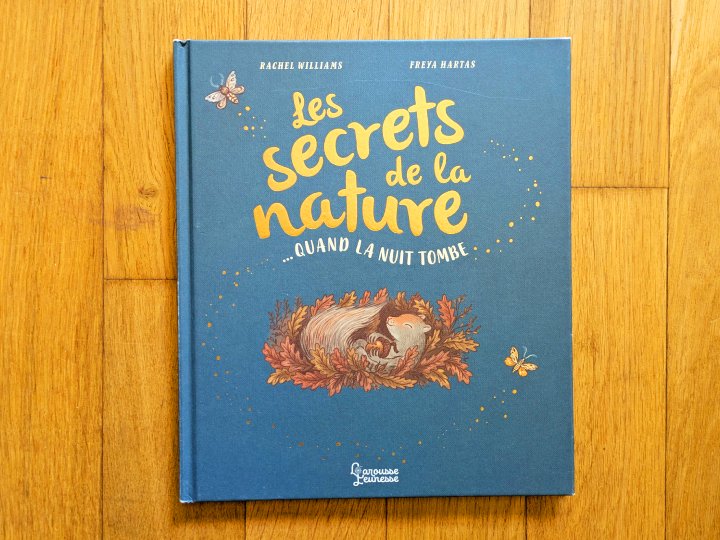 RACHEL WILLIAMS FREYA HARTAS
Les
secrets
de la
nature
...QUAND LA NUIT TOMBE
Larousse
Jeunesse